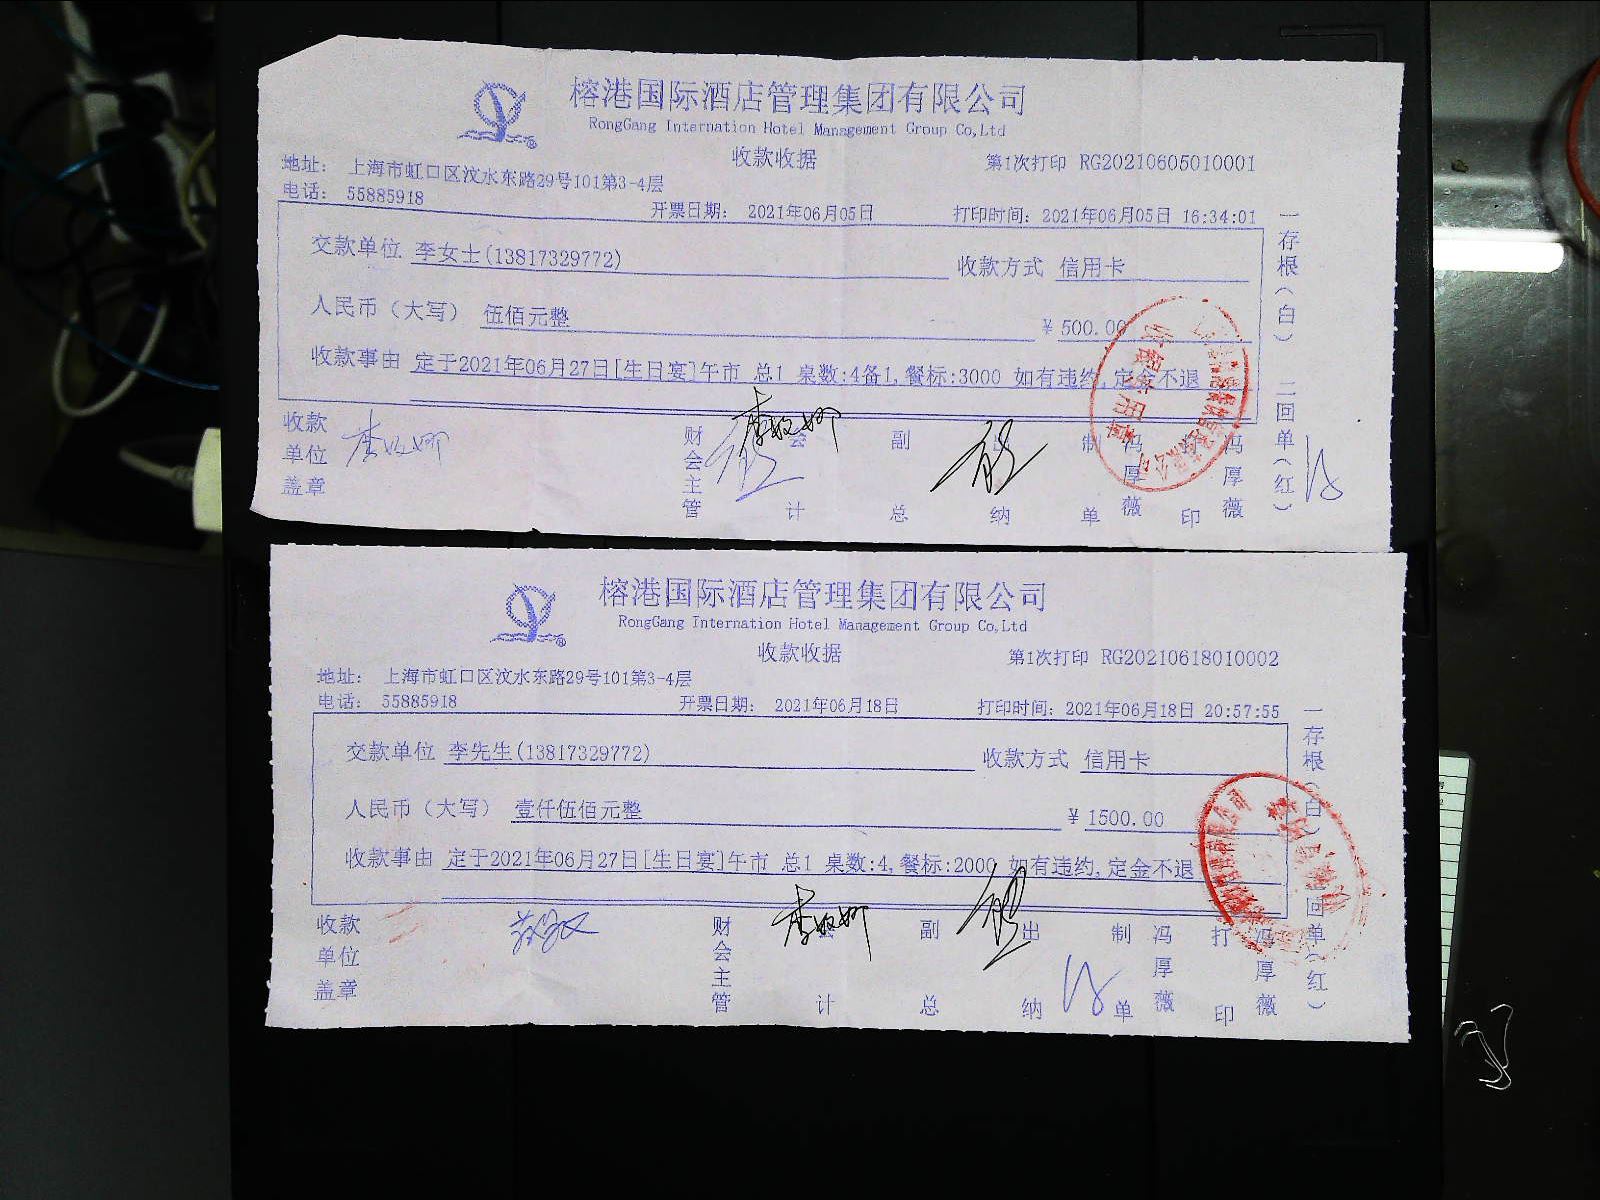 榕港国际酒店管理集团有限公司
RongGang Internation Hotel Management Group Co,Ltd
收款收据
第1次打印 RG20210605010001
地址： 上海市虹口区汶水东路29号101第3-4层
电话： 55885918
开票日期： 2021年06月05日 打印时间：2021年06月05日 16:34:01
交款单位 李女士(13817329772) 收款方式 信用卡
人民币（大写） 伍佰元整 ¥ 500.00
收款事由 定于2021年06月27日[生日宴]午市 总1 桌数:4备1,餐标:3000 如有违约,定金不退
收款单位盖章 财会主管 会计 副总 出纳 制单 冯厚薇 打印 冯厚薇
一存根（白） 二回单（红）
榕港国际酒店管理集团有限公司
RongGang Internation Hotel Management Group Co,Ltd
收款收据
第1次打印 RG20210618010002
地址： 上海市虹口区汶水东路29号101第3-4层
电话： 55885918
开票日期： 2021年06月18日 打印时间：2021年06月18日 20:57:55
交款单位 李先生(13817329772) 收款方式 信用卡
人民币（大写） 壹仟伍佰元整 ¥ 1500.00
收款事由 定于2021年06月27日[生日宴]午市 总1 桌数:4,餐标:2000 如有违约,定金不退
收款单位盖章 财会主管 会计 副总 出纳 制单 冯厚薇 打印 冯厚薇
一存根（白） 二回单（红）